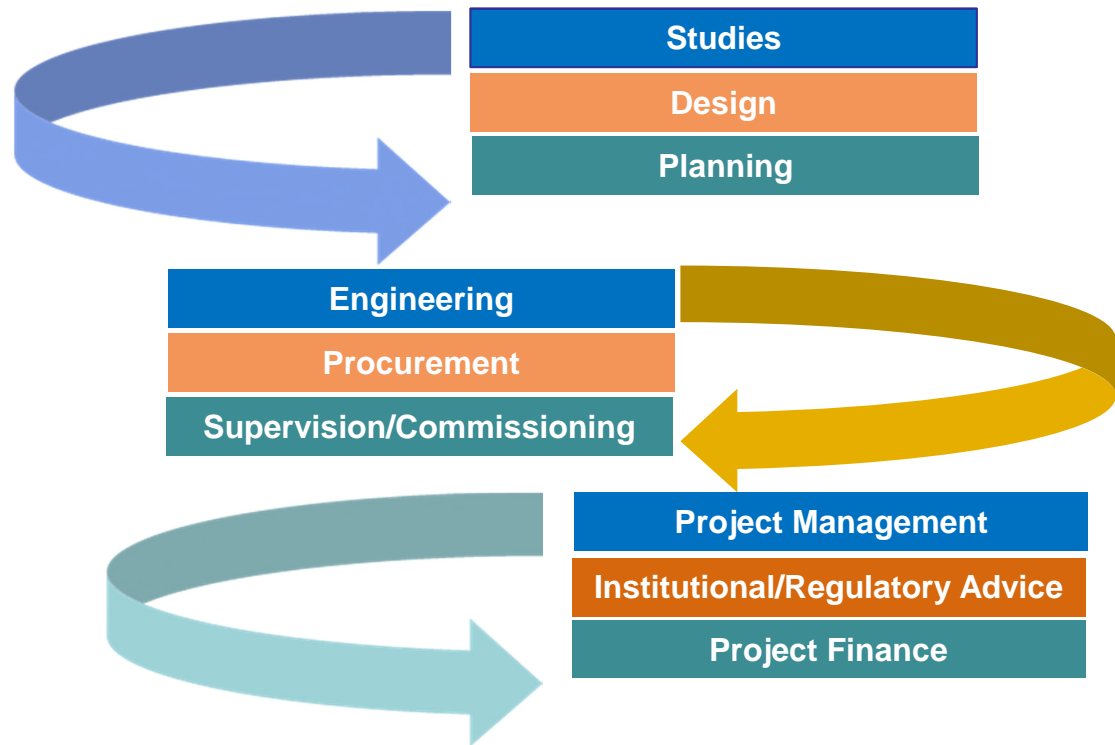 Studies
Design
Planning
Engineering
Procurement
Supervision/Commissioning
Project Management
Institutional/Regulatory Advice
Project Finance